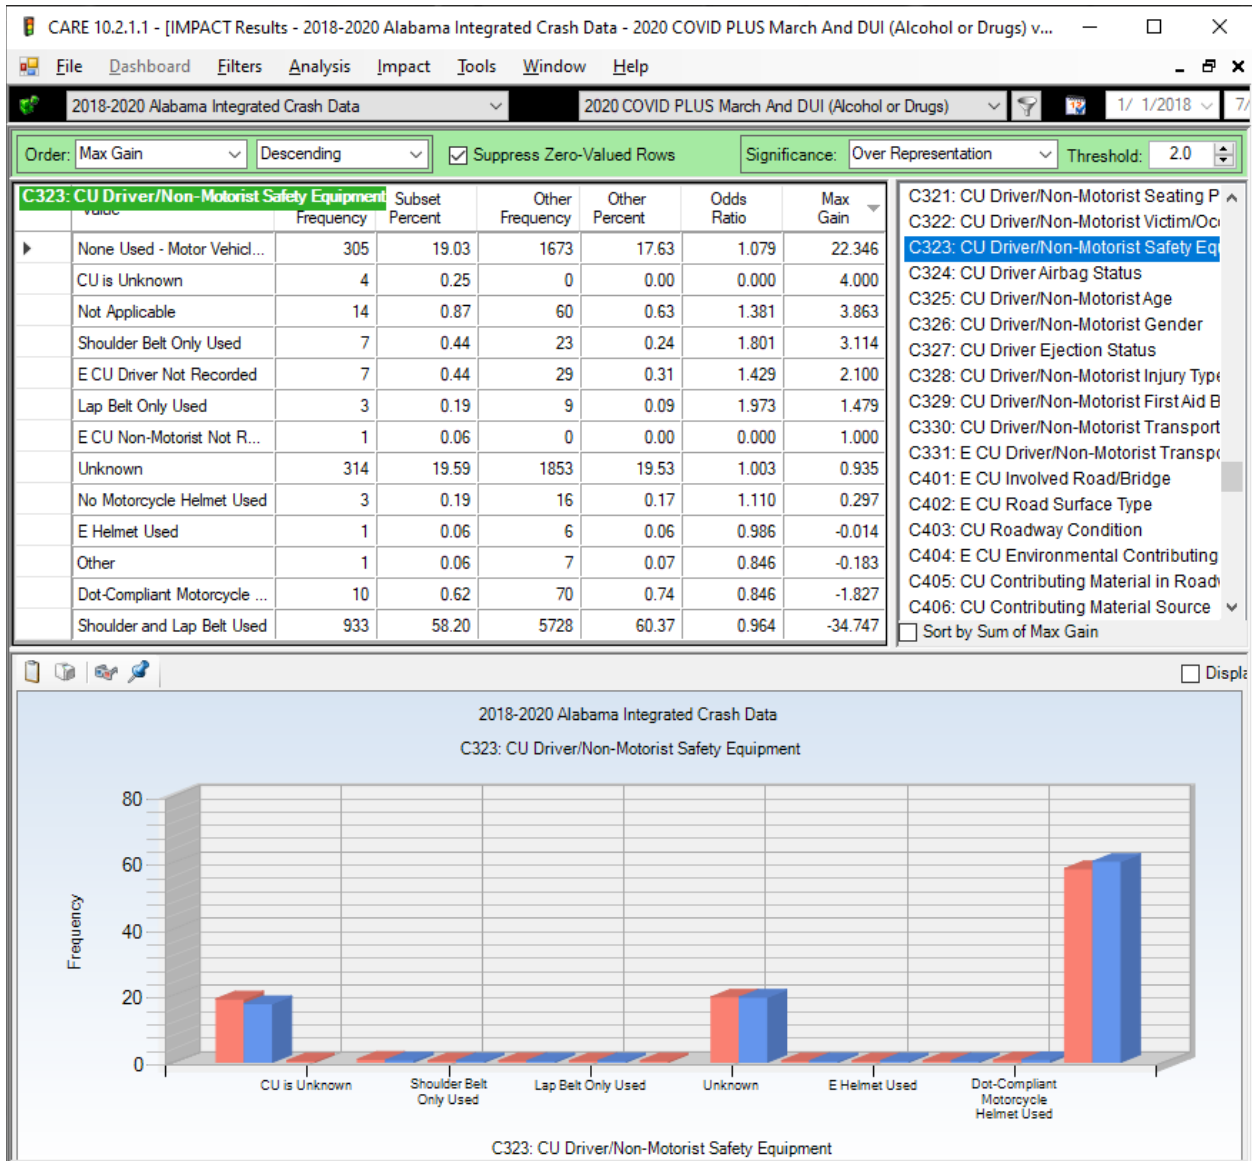 CARE 10.2.1.1 - [IMPACT Results - 2018-2020 Alabama Integrated Crash Data - 2020 COVID PLUS March And DUI (Alcohol or Drugs) v...
File Dashboard Filters Analysis Impact Tools Window Help
2018-2020 Alabama Integrated Crash Data 2020 COVID PLUS March And DUI (Alcohol or Drugs) 1/ 1/2018 7/
Order: Max Gain Descending Suppress Zero-Valued Rows Significance: Over Representation Threshold: 2.0
C323: CU Driver/Non-Motorist Safety Equipment
Frequency Subset Percent Other Frequency Other Percent Odds Ratio Max Gain
None Used - Motor Vehicl... 305 19.03 1673 17.63 1.079 22.346
CU is Unknown 4 0.25 0 0.00 0.000 4.000
Not Applicable 14 0.87 60 0.63 1.381 3.863
Shoulder Belt Only Used 7 0.44 23 0.24 1.801 3.114
E CU Driver Not Recorded 7 0.44 29 0.31 1.429 2.100
Lap Belt Only Used 3 0.19 9 0.09 1.973 1.479
E CU Non-Motorist Not R... 1 0.06 0 0.00 0.000 1.000
Unknown 314 19.59 1853 19.53 1.003 0.935
No Motorcycle Helmet Used 3 0.19 16 0.17 1.110 0.297
E Helmet Used 1 0.06 6 0.06 0.986 -0.014
Other 1 0.06 7 0.07 0.846 -0.183
Dot-Compliant Motorcycle ... 10 0.62 70 0.74 0.846 -1.827
Shoulder and Lap Belt Used 933 58.20 5728 60.37 0.964 -34.747
C321: CU Driver/Non-Motorist Seating P
C322: CU Driver/Non-Motorist Victim/Oc
C323: CU Driver/Non-Motorist Safety Eq
C324: CU Driver Airbag Status
C325: CU Driver/Non-Motorist Age
C326: CU Driver/Non-Motorist Gender
C327: CU Driver Ejection Status
C328: CU Driver/Non-Motorist Injury Type
C329: CU Driver/Non-Motorist First Aid B
C330: CU Driver/Non-Motorist Transport
C331: E CU Driver/Non-Motorist Transpo
C401: E CU Involved Road/Bridge
C402: E CU Road Surface Type
C403: CU Roadway Condition
C404: E CU Environmental Contributing
C405: CU Contributing Material in Road
C406: CU Contributing Material Source
Sort by Sum of Max Gain
Displa
2018-2020 Alabama Integrated Crash Data
C323: CU Driver/Non-Motorist Safety Equipment
80
60
40
20
0
Frequency
CU is Unknown
Shoulder Belt
Only Used
Lap Belt Only Used
Unknown
E Helmet Used
Dot-Compliant
Motorcycle
Helmet Used
C323: CU Driver/Non-Motorist Safety Equipment